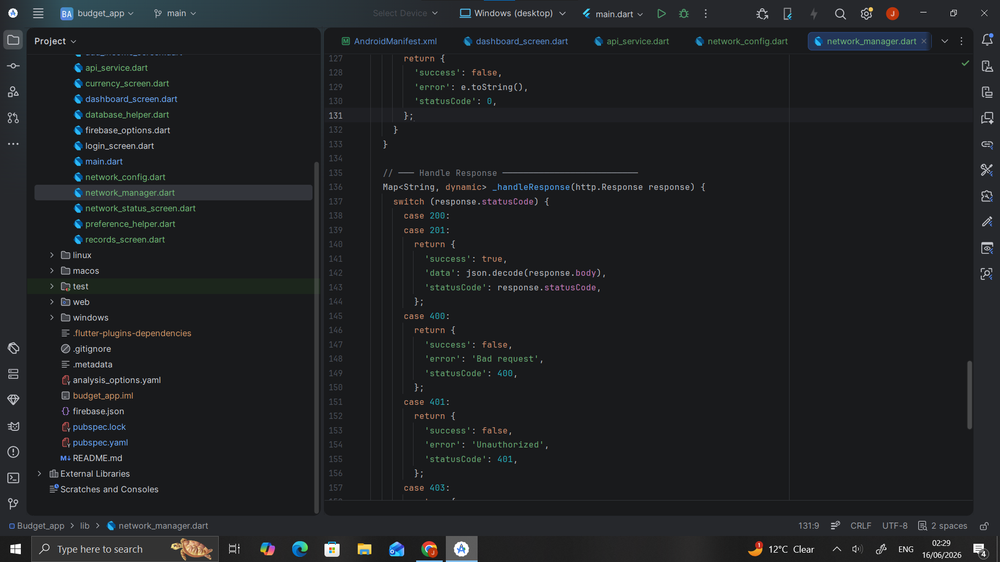 BA budget_app main Select Device Windows (desktop) main.dart J
Project
AndroidManifest.xml dashboard_screen.dart api_service.dart network_config.dart network_manager.dart
api_service.dart
currency_screen.dart
dashboard_screen.dart
database_helper.dart
firebase_options.dart
login_screen.dart
main.dart
network_config.dart
network_manager.dart
network_status_screen.dart
preference_helper.dart
records_screen.dart
linux
macos
test
web
windows
.flutter-plugins-dependencies
.gitignore
.metadata
analysis_options.yaml
budget_app.iml
firebase.json
pubspec.lock
pubspec.yaml
README.md
External Libraries
Scratches and Consoles
127 return {
128 'success': false,
129 'error': e.toString(),
130 'statusCode': 0,
131 };
132 }
133 }
134
135 // ─── Handle Response ──────────────────────────
136 Map<String, dynamic> _handleResponse(http.Response response) {
137 switch (response.statusCode) {
138 case 200:
139 case 201:
140 return {
141 'success': true,
142 'data': json.decode(response.body),
143 'statusCode': response.statusCode,
144 };
145 case 400:
146 return {
147 'success': false,
148 'error': 'Bad request',
149 'statusCode': 400,
150 };
151 case 401:
152 return {
153 'success': false,
154 'error': 'Unauthorized',
155 'statusCode': 401,
156 };
157 case 403:
Budget_app > lib > network_manager.dart 131:9 CRLF UTF-8 2 spaces
Type here to search J 1 12°C Clear ENG 02:29
16/06/2026 4